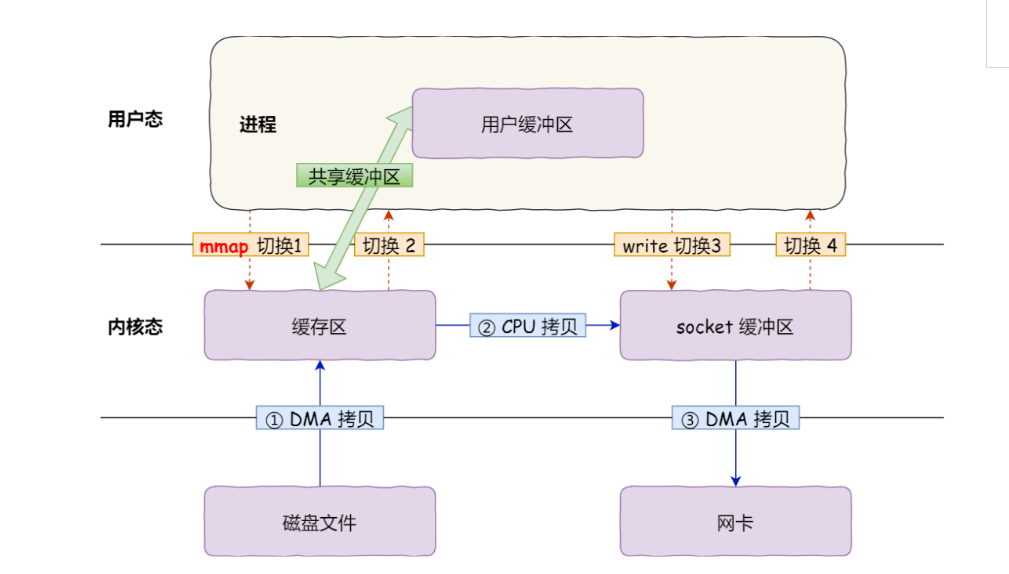 用户态
进程
用户缓冲区
共享缓冲区
mmap 切换1
切换 2
write 切换3
切换 4
内核态
缓存区
② CPU 拷贝
socket 缓冲区
① DMA 拷贝
③ DMA 拷贝
磁盘文件
网卡